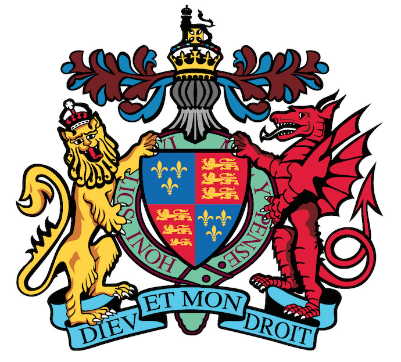 HONI SOIT
Y PENSE
DIEV ET MON DROIT